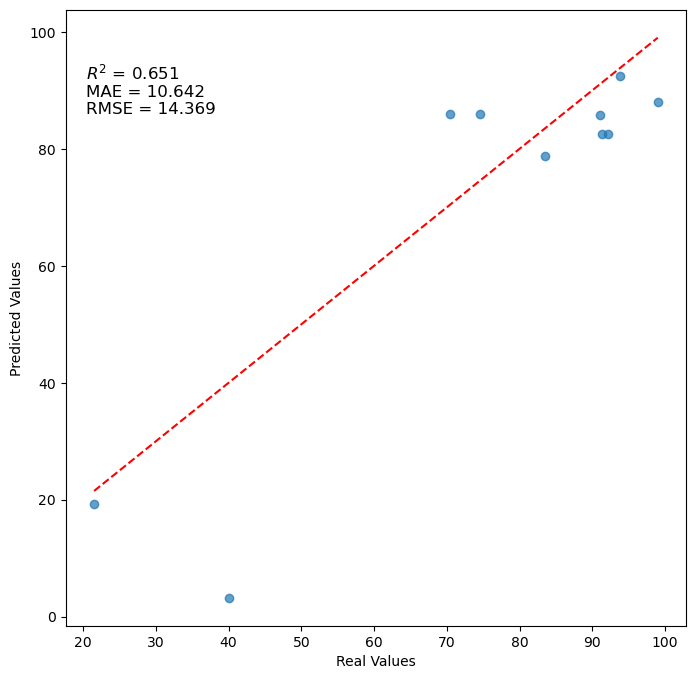 100
80
60
40
20
0
Predicted Values
R² = 0.651
MAE = 10.642
RMSE = 14.369
20 30 40 50 60 70 80 90 100
Real Values